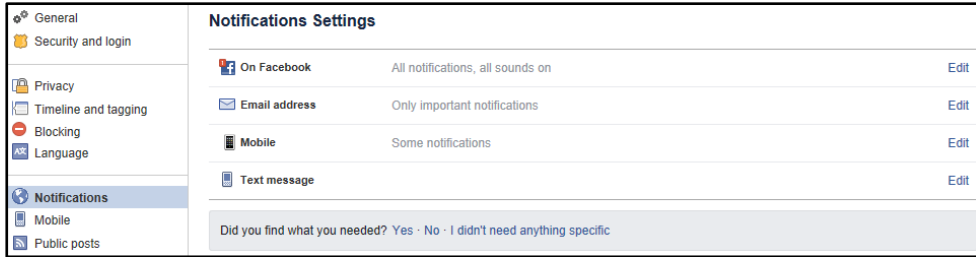 General
Security and login
Privacy
Timeline and tagging
Blocking
Language
Notifications
Mobile
Public posts
Notifications Settings
On Facebook All notifications, all sounds on Edit
Email address Only important notifications Edit
Mobile Some notifications Edit
Text message Edit
Did you find what you needed? Yes · No · I didn't need anything specific